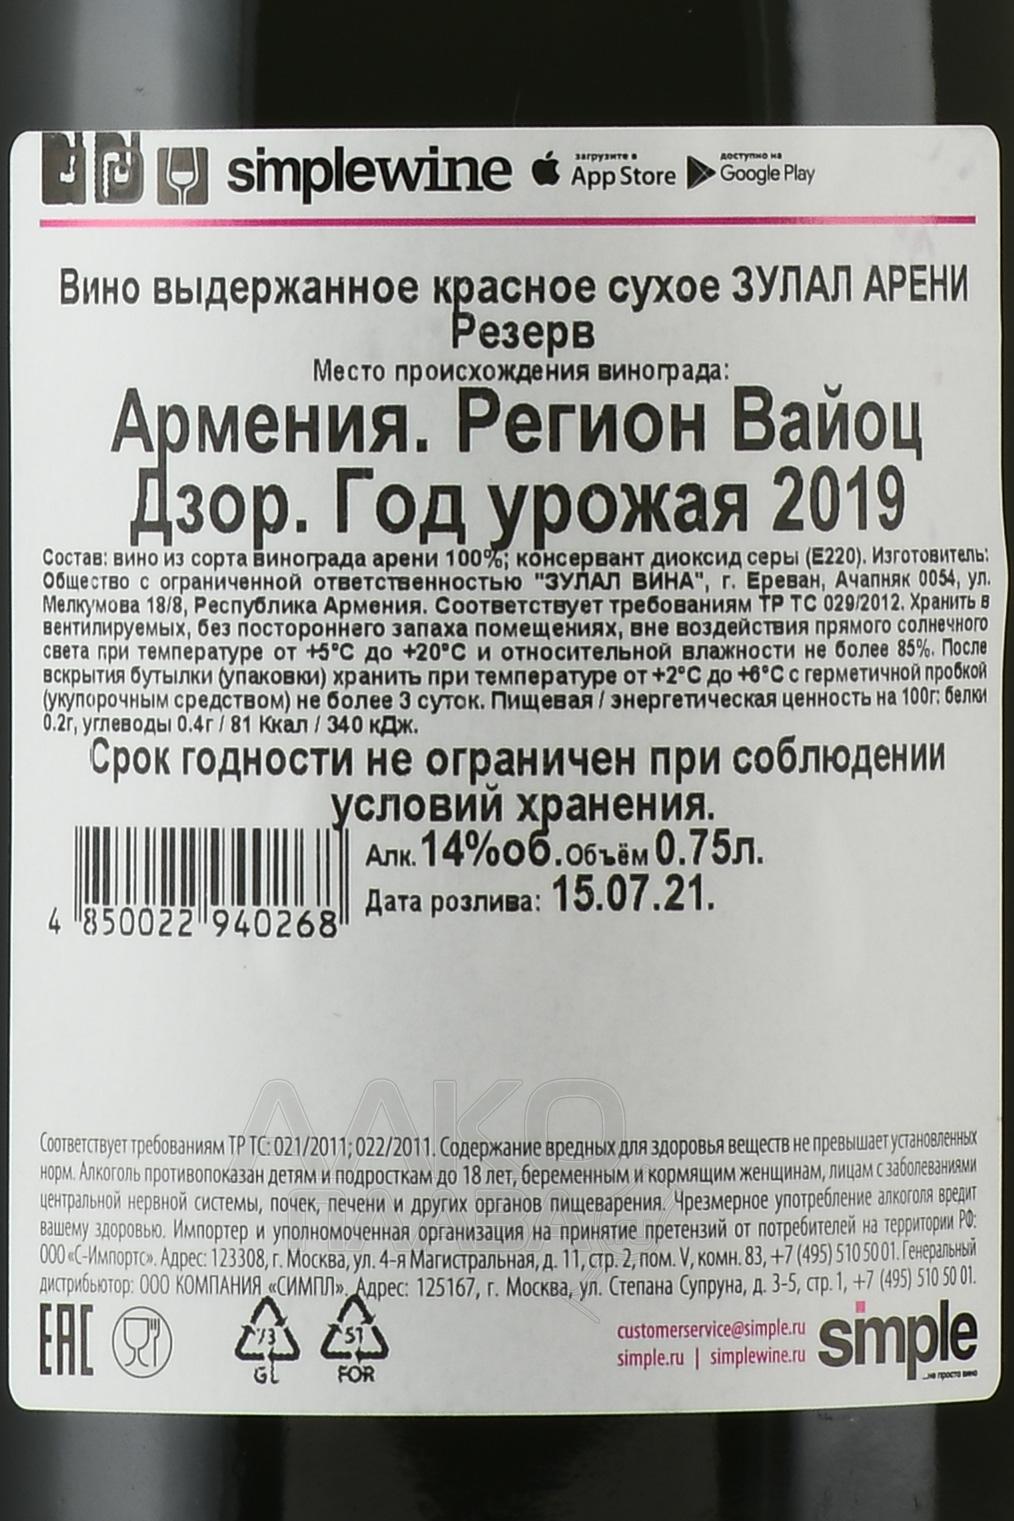 simplewine загрузите в App Store доступно на Google Play
Вино выдержанное красное сухое ЗУЛАЛ АРЕНИ
Резерв
Место происхождения винограда:
Армения. Регион Вайоц
Дзор. Год урожая 2019
Состав: вино из сорта винограда арени 100%; консервант диоксид серы (Е220). Изготовитель:
Общество с ограниченной ответственностью "ЗУЛАЛ ВИНА", г. Ереван, Ачапняк 0054, ул.
Мелкумова 18/8, Республика Армения. Соответствует требованиям ТР ТС 029/2012. Хранить в
вентилируемых, без постороннего запаха помещениях, вне воздействия прямого солнечного
света при температуре от +5°С до +20°С и относительной влажности не более 85%. После
вскрытия бутылки (упаковки) хранить при температуре от +2°С до +6°С с герметичной пробкой
(укупорочным средством) не более 3 суток. Пищевая / энергетическая ценность на 100г: белки
0.2г, углеводы 0.4г / 81 Ккал / 340 кДж.
Срок годности не ограничен при соблюдении
условий хранения.
Алк. 14%об. Объём 0.75л.
Дата розлива: 15.07.21.
4 850022 940268
АЛКО
ПЛАЗА
Соответствует требованиям ТР ТС: 021/2011; 022/2011. Содержание вредных для здоровья веществ не превышает установленных
норм. Алкоголь противопоказан детям и подросткам до 18 лет, беременным и кормящим женщинам, лицам с заболеваниями
центральной нервной системы, почек, печени и других органов пищеварения. Чрезмерное употребление алкоголя вредит
вашему здоровью. Импортер и уполномоченная организация на принятие претензий от потребителей на территории РФ:
ООО «С-Импортс». Адрес: 123308, г. Москва, ул. 4-я Магистральная, д. 11, стр. 2, пом. V, комн. 83, +7 (495) 510 50 01. Генеральный
дистрибьютор: ООО КОМПАНИЯ «СИМПЛ». Адрес: 125167, г. Москва, ул. Степана Супруна, д. 3-5, стр. 1, +7 (495) 510 50 01.
EAC
73
GL
51
FOR
customerservice@simple.ru
simple.ru | simplewine.ru
simple
...не просто вино